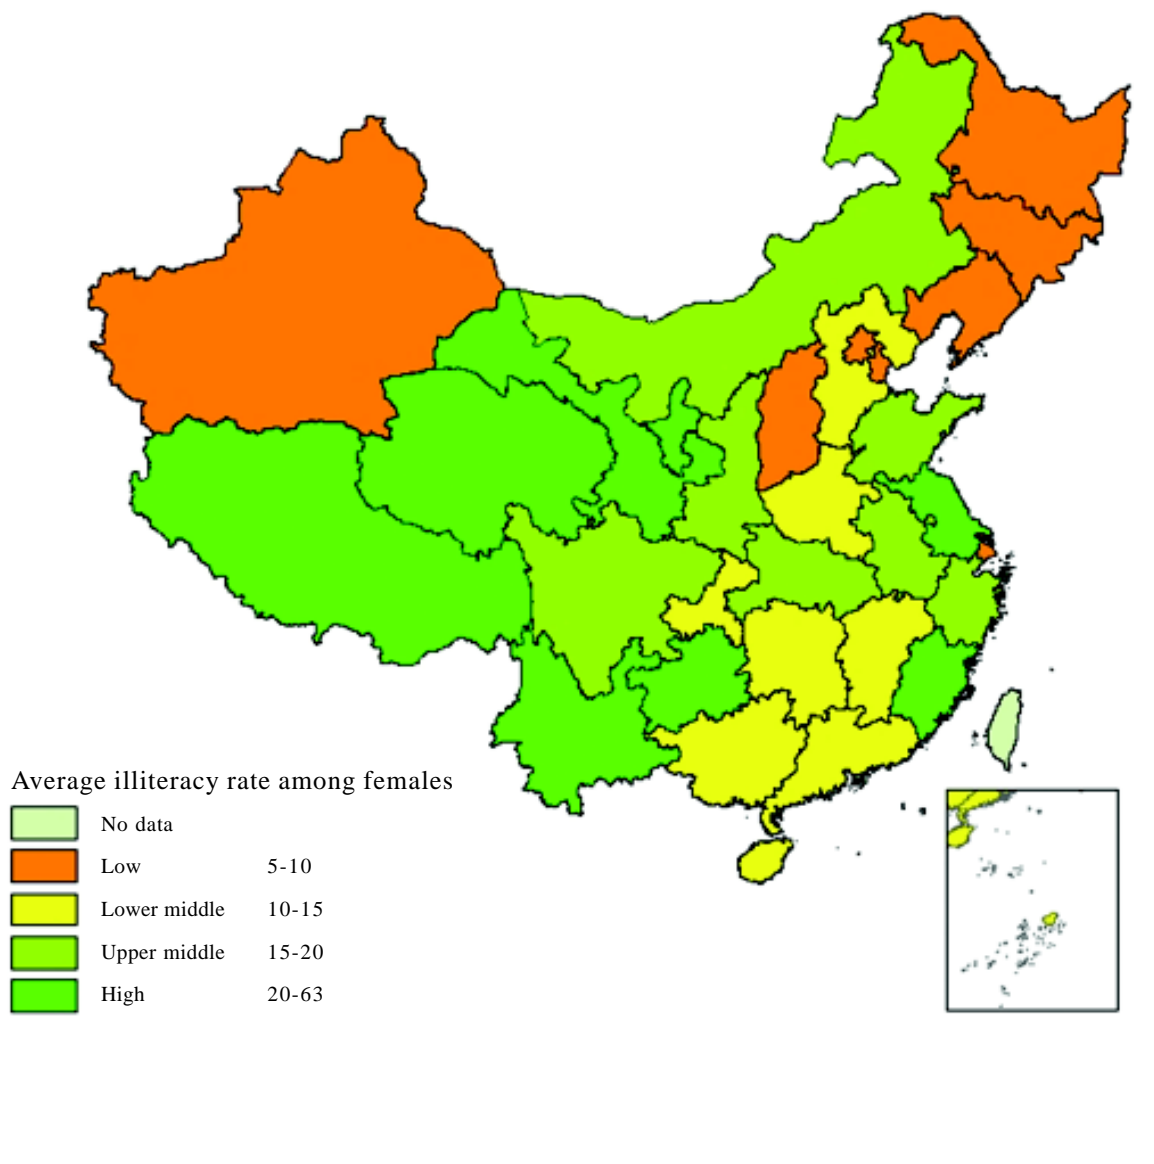 Average illiteracy rate among females
No data
Low 5-10
Lower middle 10-15
Upper middle 15-20
High 20-63